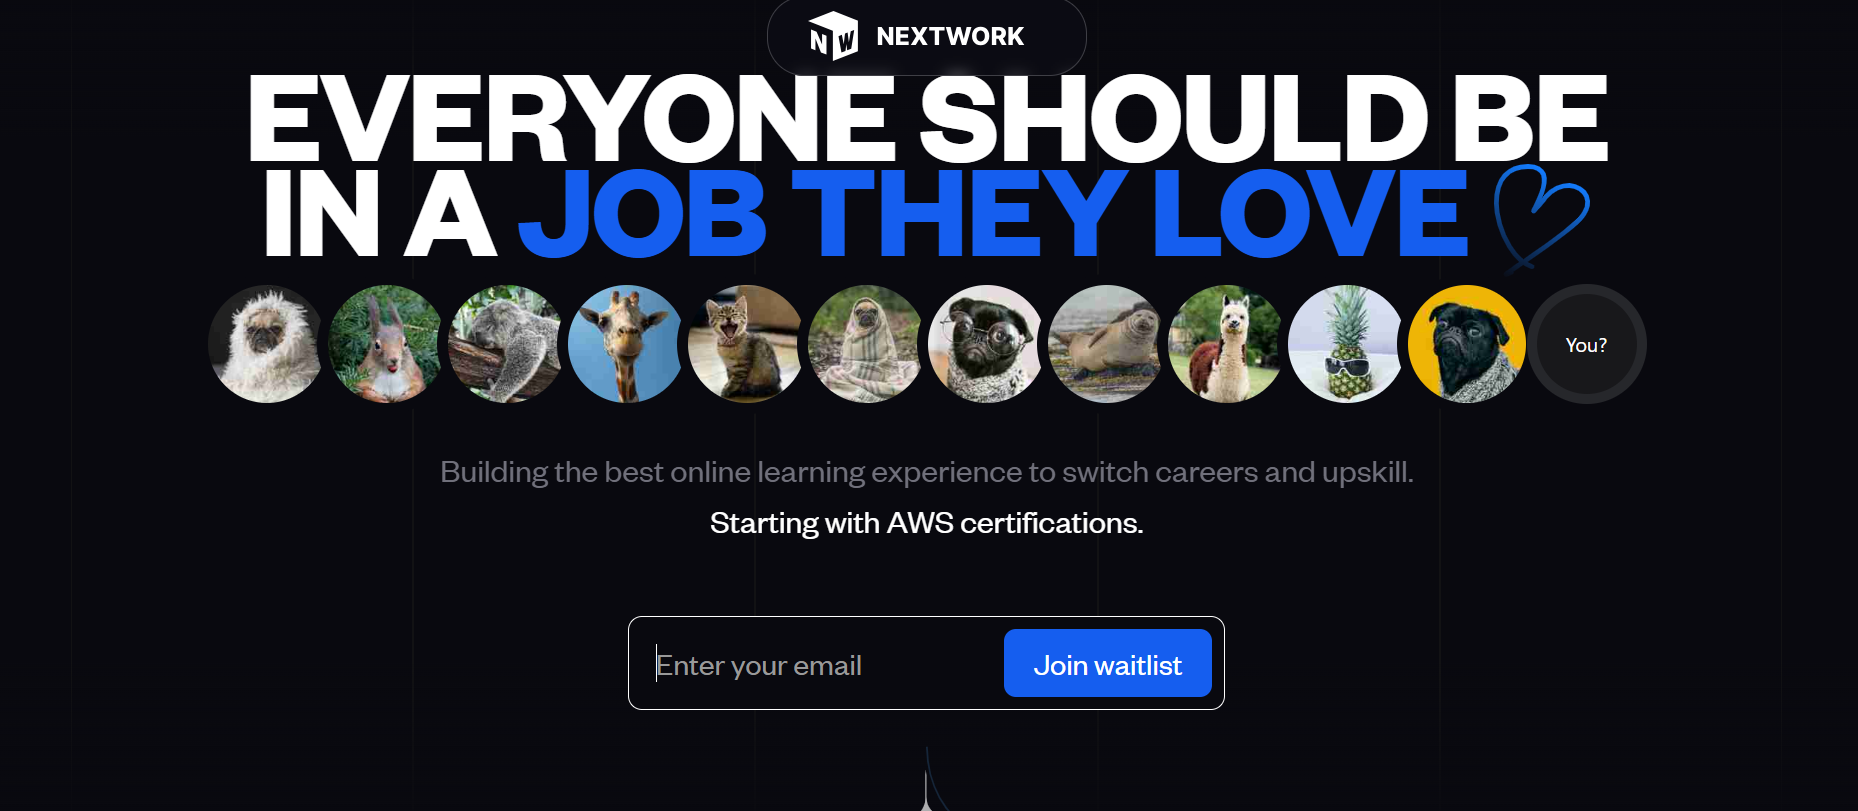 NW NEXTWORK
EVERYONE SHOULD BE
IN A JOB THEY LOVE
You?
Building the best online learning experience to switch careers and upskill.
Starting with AWS certifications.
Enter your email
Join waitlist